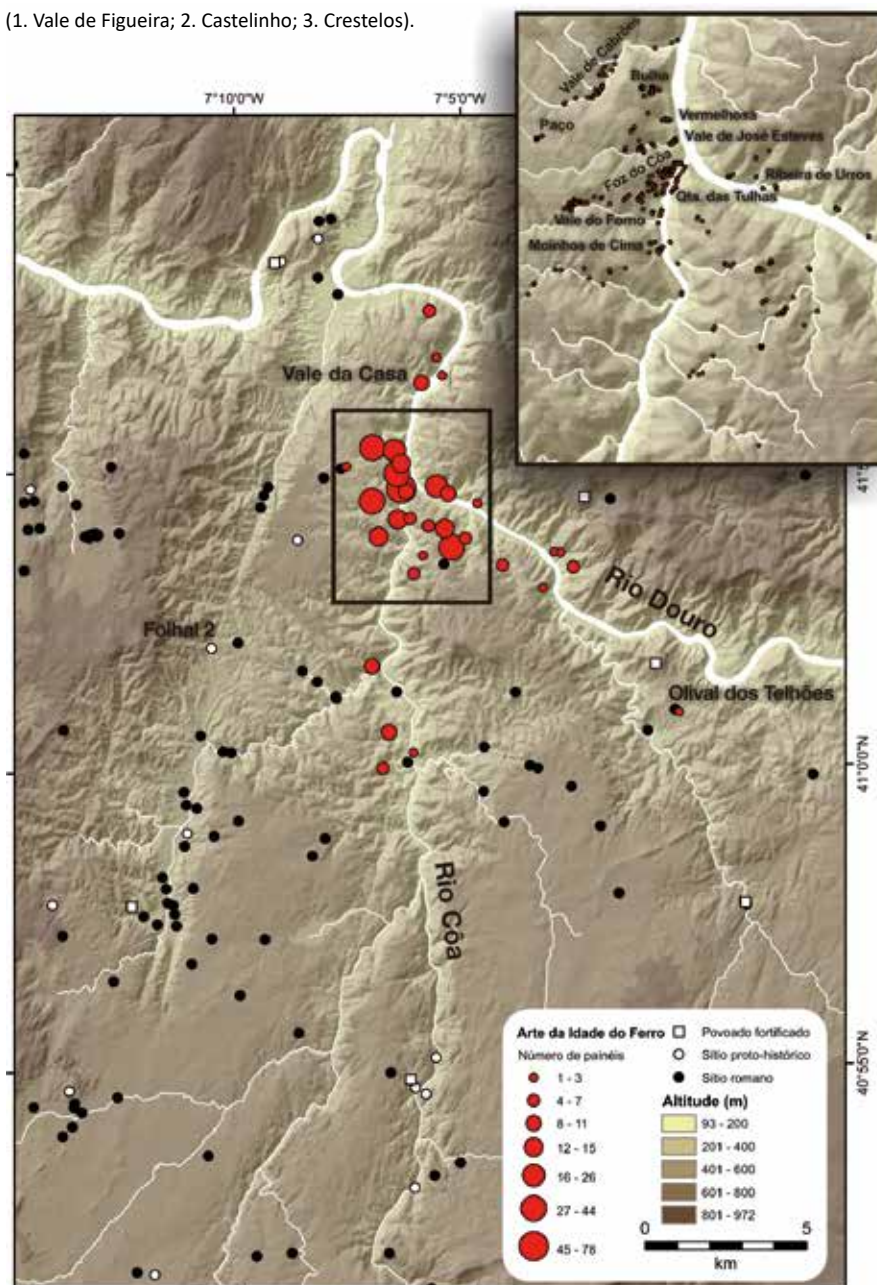 (1. Vale de Figueira; 2. Castelinho; 3. Crestelos).
7°10'0"W
7°5'0"W
Vale de Cabrões
Bulha
Paço
Vermelhosa
Vale de José Esteves
Foz do Côa
Ribeira de Urros
Qta. das Tulhas
Vale do Forno
Moinhos de Cima
Vale da Casa
Rio Douro
Folhal 2
Olival dos Telhões
41°0'0"N
Rio Côa
40°55'0"N
Arte da Idade do Ferro
Número de painéis
1 - 3
4 - 7
8 - 11
12 - 15
16 - 26
27 - 44
45 - 78
Povoado fortificado
Sítio proto-histórico
Sítio romano
Altitude (m)
93 - 200
201 - 400
401 - 600
601 - 800
801 - 972
0 5
km